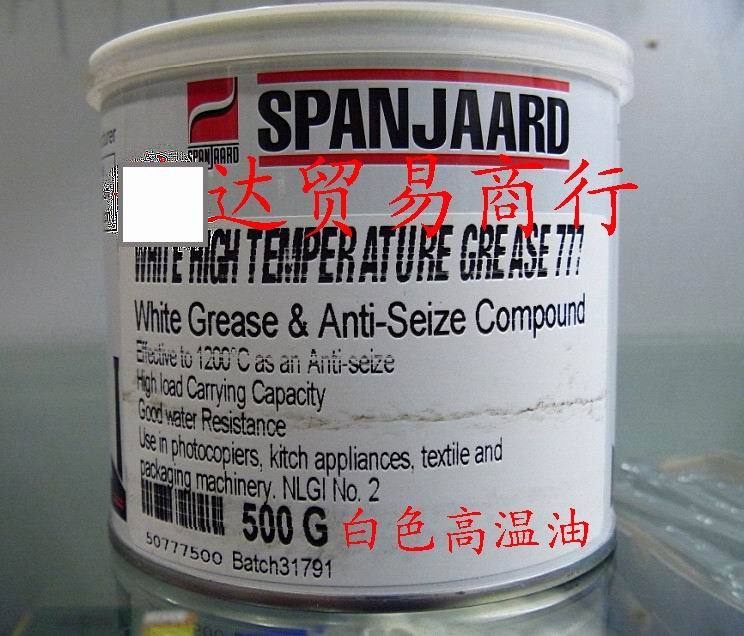 SPANJAARD
SPANJAARD
达贸易商行
WHITE HIGH TEMPERATURE GREASE 777
White Grease & Anti-Seize Compound
Effective to 1200°C as an Anti-seize
High load Carrying Capacity
Good water Resistance
Use in photocopiers, kitch appliances, textile and
packaging machinery. NLGI No. 2
500 G 白色高温油
50777500 Batch31791